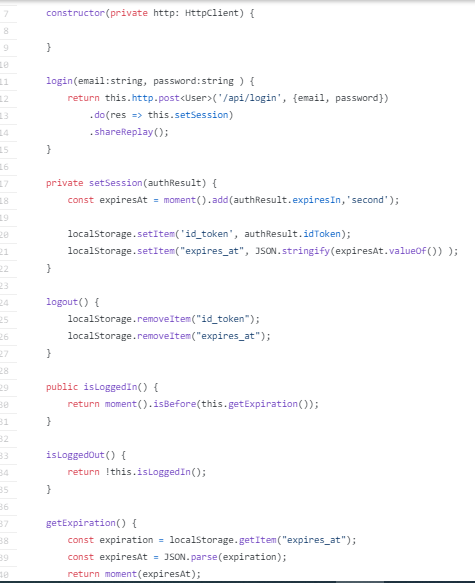 7 constructor(private http: HttpClient) {
8
9 }
10
11 login(email:string, password:string ) {
12 return this.http.post<User>('/api/login', {email, password})
13 .do(res => this.setSession)
14 .shareReplay();
15 }
16
17 private setSession(authResult) {
18 const expiresAt = moment().add(authResult.expiresIn,'second');
19
20 localStorage.setItem('id_token', authResult.idToken);
21 localStorage.setItem("expires_at", JSON.stringify(expiresAt.valueOf()) );
22 }
23
24 logout() {
25 localStorage.removeItem("id_token");
26 localStorage.removeItem("expires_at");
27 }
28
29 public isLoggedIn() {
30 return moment().isBefore(this.getExpiration());
31 }
32
33 isLoggedOut() {
34 return !this.isLoggedIn();
35 }
36
37 getExpiration() {
38 const expiration = localStorage.getItem("expires_at");
39 const expiresAt = JSON.parse(expiration);
40 return moment(expiresAt);